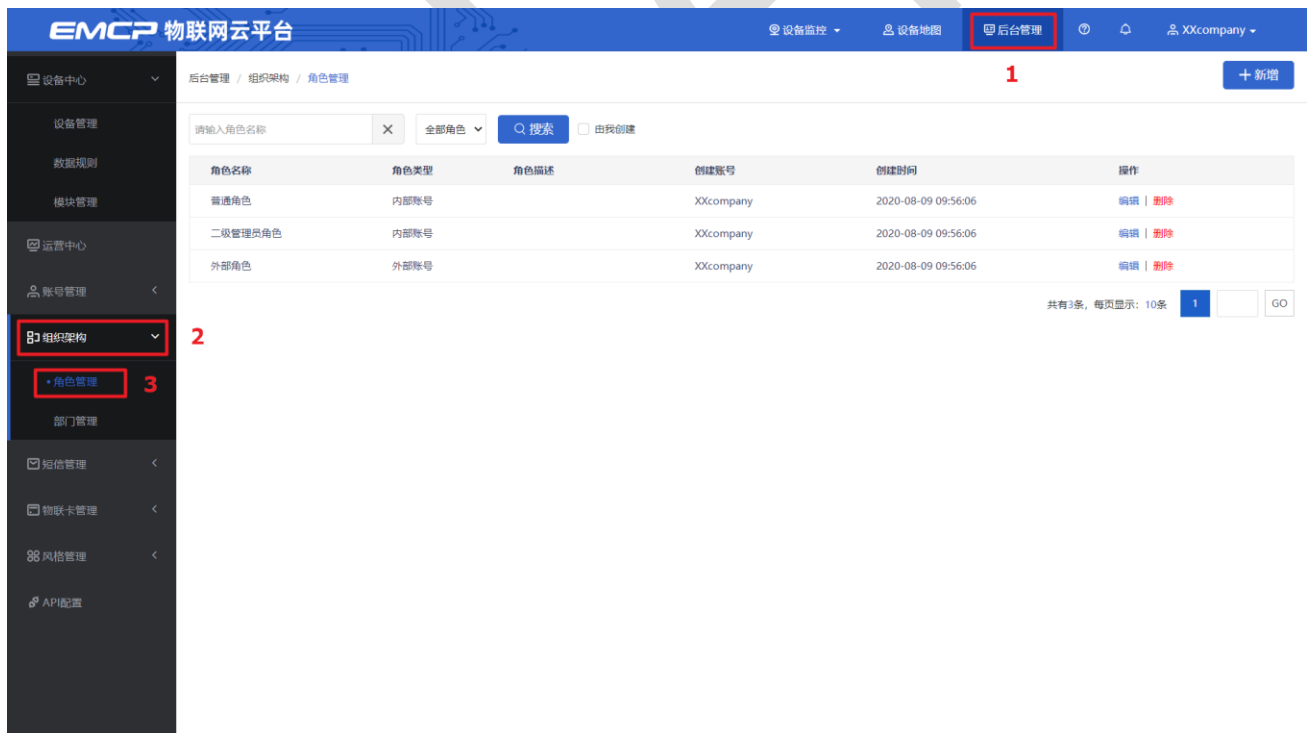 EMCP 物联网云平台 设备监控 设备地图 后台管理 XXcompany
1
设备中心 后台管理 / 组织架构 / 角色管理 +新增
设备管理 请输入角色名称 × 全部角色 搜索 由我创建
数据规则 角色名称 角色类型 角色描述 创建账号 创建时间 操作
模块管理 普通角色 内部账号 XXcompany 2020-08-09 09:56:06 编辑 | 删除
二级管理员角色 内部账号 XXcompany 2020-08-09 09:56:06 编辑 | 删除
运营中心
外部角色 外部账号 XXcompany 2020-08-09 09:56:06 编辑 | 删除
账号管理
共有3条，每页显示：10条 1 GO
组织架构 2
角色管理 3
部门管理
短信管理
物联卡管理
风格管理
API配置